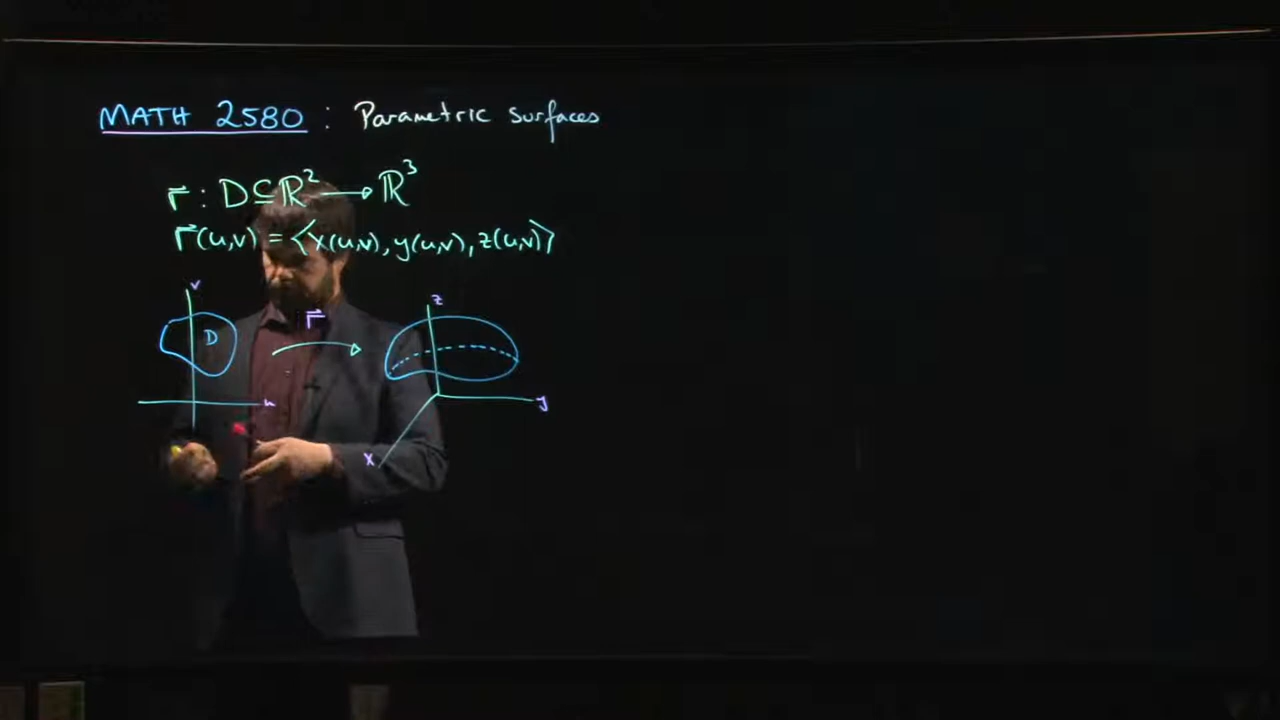 MATH 2580 : Parametric surfaces
r⃗ : D ⊆ ℝ² → ℝ³
r⃗(u,v) = ⟨x(u,v), y(u,v), z(u,v)⟩
v
z
r⃗
D
u
y
x